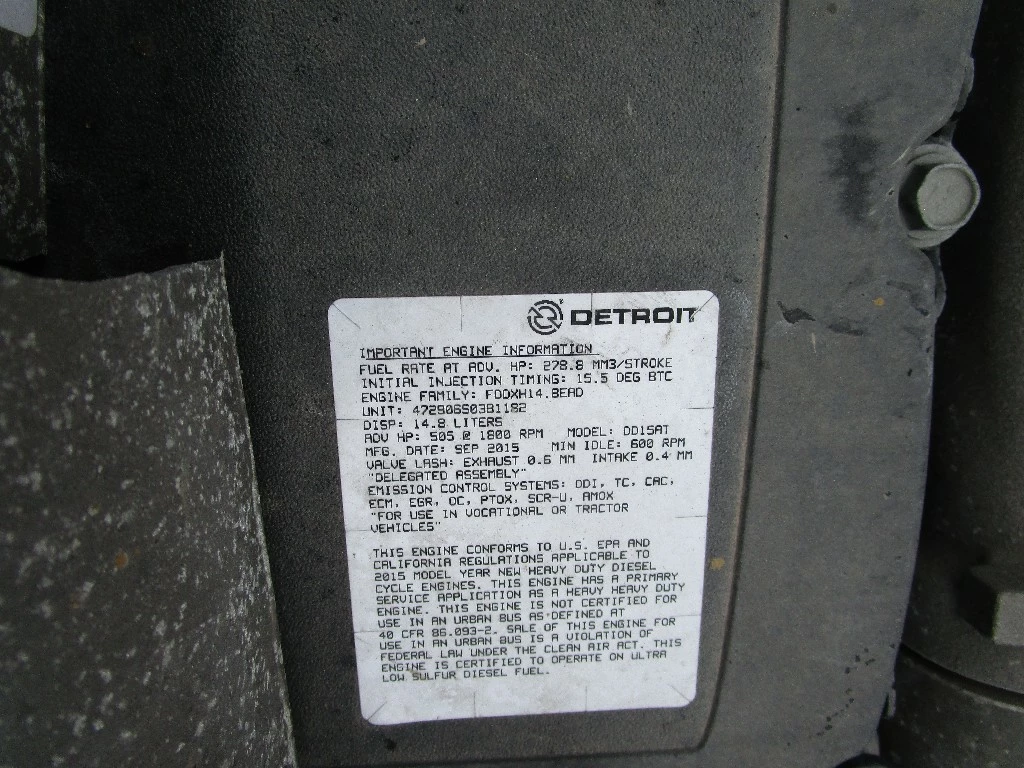 DETROIT
IMPORTANT ENGINE INFORMATION
FUEL RATE AT ADV. HP: 278.8 MM3/STROKE
INITIAL INJECTION TIMING: 15.5 DEG BTC
ENGINE FAMILY: FDDXH14.8EAD
UNIT: 472906S0381182
DISP: 14.8 LITERS
ADV HP: 505 @ 1800 RPM MODEL: DD15AT
MFG. DATE: SEP 2015 MIN IDLE: 600 RPM
VALVE LASH: EXHAUST 0.6 MM INTAKE 0.4 MM
"DELEGATED ASSEMBLY"
EMISSION CONTROL SYSTEMS: DDI, TC, CAC,
ECM, EGR, OC, PTOX, SCR-U, AMOX
"FOR USE IN VOCATIONAL OR TRACTOR
VEHICLES"
THIS ENGINE CONFORMS TO U.S. EPA AND
CALIFORNIA REGULATIONS APPLICABLE TO
2015 MODEL YEAR NEW HEAVY DUTY DIESEL
CYCLE ENGINES. THIS ENGINE HAS A PRIMARY
SERVICE APPLICATION AS A HEAVY HEAVY DUTY
ENGINE. THIS ENGINE IS NOT CERTIFIED FOR
USE IN AN URBAN BUS AS DEFINED AT
40 CFR 86.093-2. SALE OF THIS ENGINE FOR
USE IN AN URBAN BUS IS A VIOLATION OF
FEDERAL LAW UNDER THE CLEAN AIR ACT. THIS
ENGINE IS CERTIFIED TO OPERATE ON ULTRA
LOW SULFUR DIESEL FUEL.